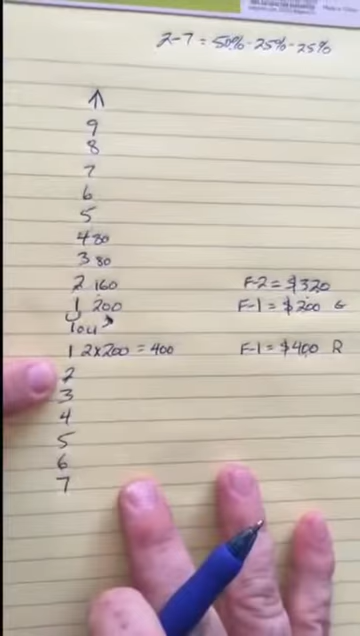 2-7 = 50%-25%-25%
↑
9
8
7
6
5
4 80
3 80
2 160 F-2 = $320
1 200 F-1 = $200 G
You
1 2x200 = 400 F-1 = $400 R
2
3
4
5
6
7